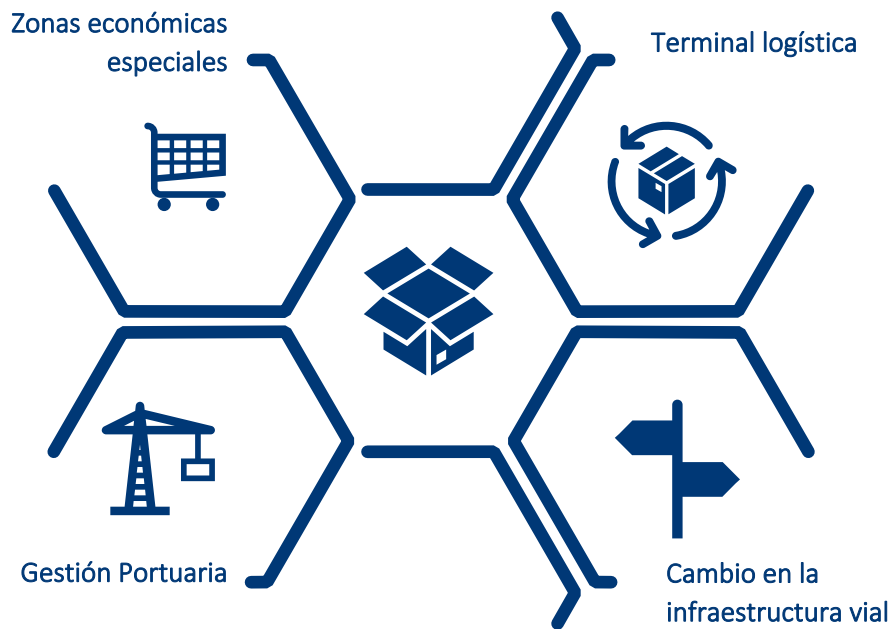 Zonas económicas
especiales
Terminal logística
Gestión Portuaria
Cambio en la
infraestructura vial